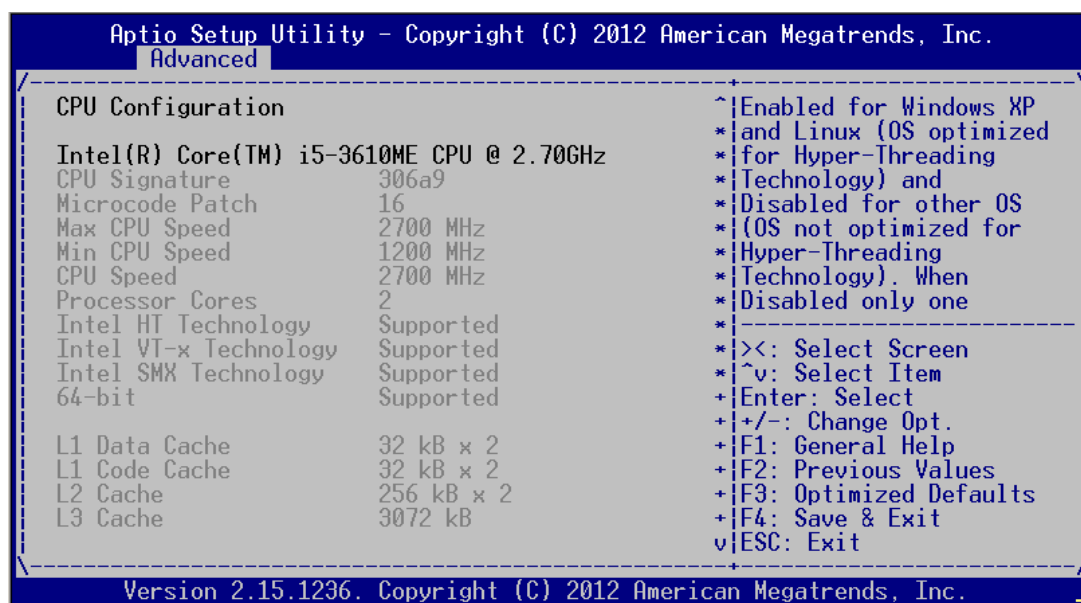 Aptio Setup Utility – Copyright (C) 2012 American Megatrends, Inc.
Advanced
CPU Configuration
Intel(R) Core(TM) i5-3610ME CPU @ 2.70GHz
CPU Signature 306a9
Microcode Patch 16
Max CPU Speed 2700 MHz
Min CPU Speed 1200 MHz
CPU Speed 2700 MHz
Processor Cores 2
Intel HT Technology Supported
Intel VT-x Technology Supported
Intel SMX Technology Supported
64-bit Supported
L1 Data Cache 32 kB x 2
L1 Code Cache 32 kB x 2
L2 Cache 256 kB x 2
L3 Cache 3072 kB
Enabled for Windows XP
and Linux (OS optimized
for Hyper-Threading
Technology) and
Disabled for other OS
(OS not optimized for
Hyper-Threading
Technology). When
Disabled only one
><: Select Screen
^v: Select Item
Enter: Select
+/-: Change Opt.
F1: General Help
F2: Previous Values
F3: Optimized Defaults
F4: Save & Exit
ESC: Exit
Version 2.15.1236. Copyright (C) 2012 American Megatrends, Inc.